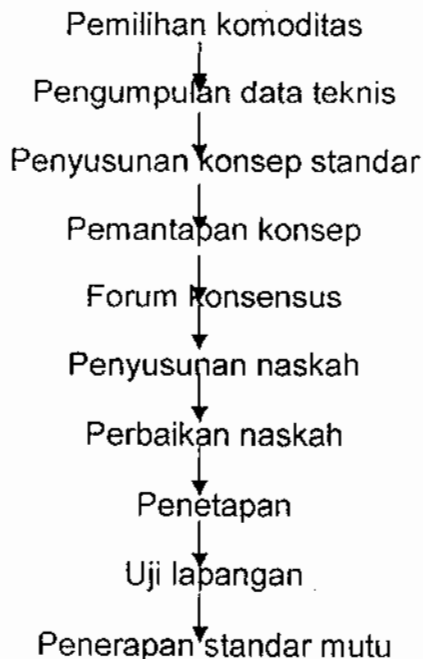 Pemilihan komoditas
Pengumpulan data teknis
Penyusunan konsep standar
Pemantapan konsep
Forum Konsensus
Penyusunan naskah
Perbaikan naskah
Penetapan
Uji lapangan
Penerapan standar mutu